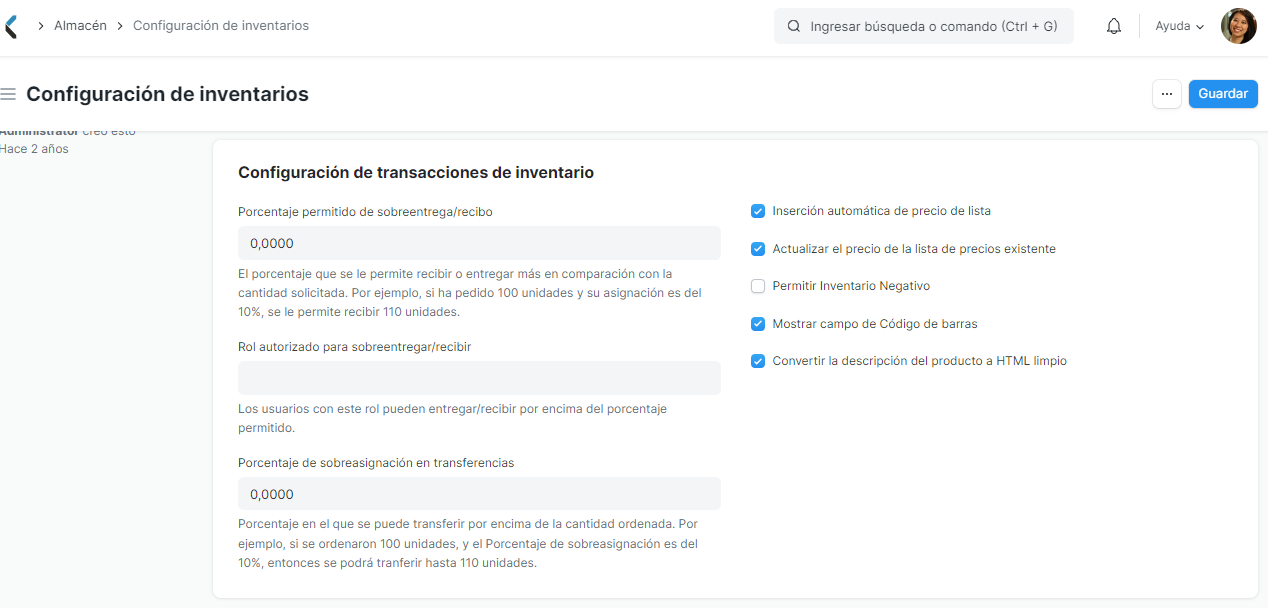 Almacén
Configuración de inventarios
Ingresar búsqueda o comando (Ctrl + G)
Ayuda
Configuración de inventarios
...
Guardar
Administrator creó esto
Hace 2 años
Configuración de transacciones de inventario
Porcentaje permitido de sobreentrega/recibo
0,0000
El porcentaje que se le permite recibir o entregar más en comparación con la
cantidad solicitada. Por ejemplo, si ha pedido 100 unidades y su asignación es del
10%, se le permite recibir 110 unidades.
Rol autorizado para sobreentregar/recibir
Los usuarios con este rol pueden entregar/recibir por encima del porcentaje
permitido.
Porcentaje de sobreasignación en transferencias
0,0000
Porcentaje en el que se puede transferir por encima de la cantidad ordenada. Por
ejemplo, si se ordenaron 100 unidades, y el Porcentaje de sobreasignación es del
10%, entonces se podrá tranferir hasta 110 unidades.
Inserción automática de precio de lista
Actualizar el precio de la lista de precios existente
Permitir Inventario Negativo
Mostrar campo de Código de barras
Convertir la descripción del producto a HTML limpio